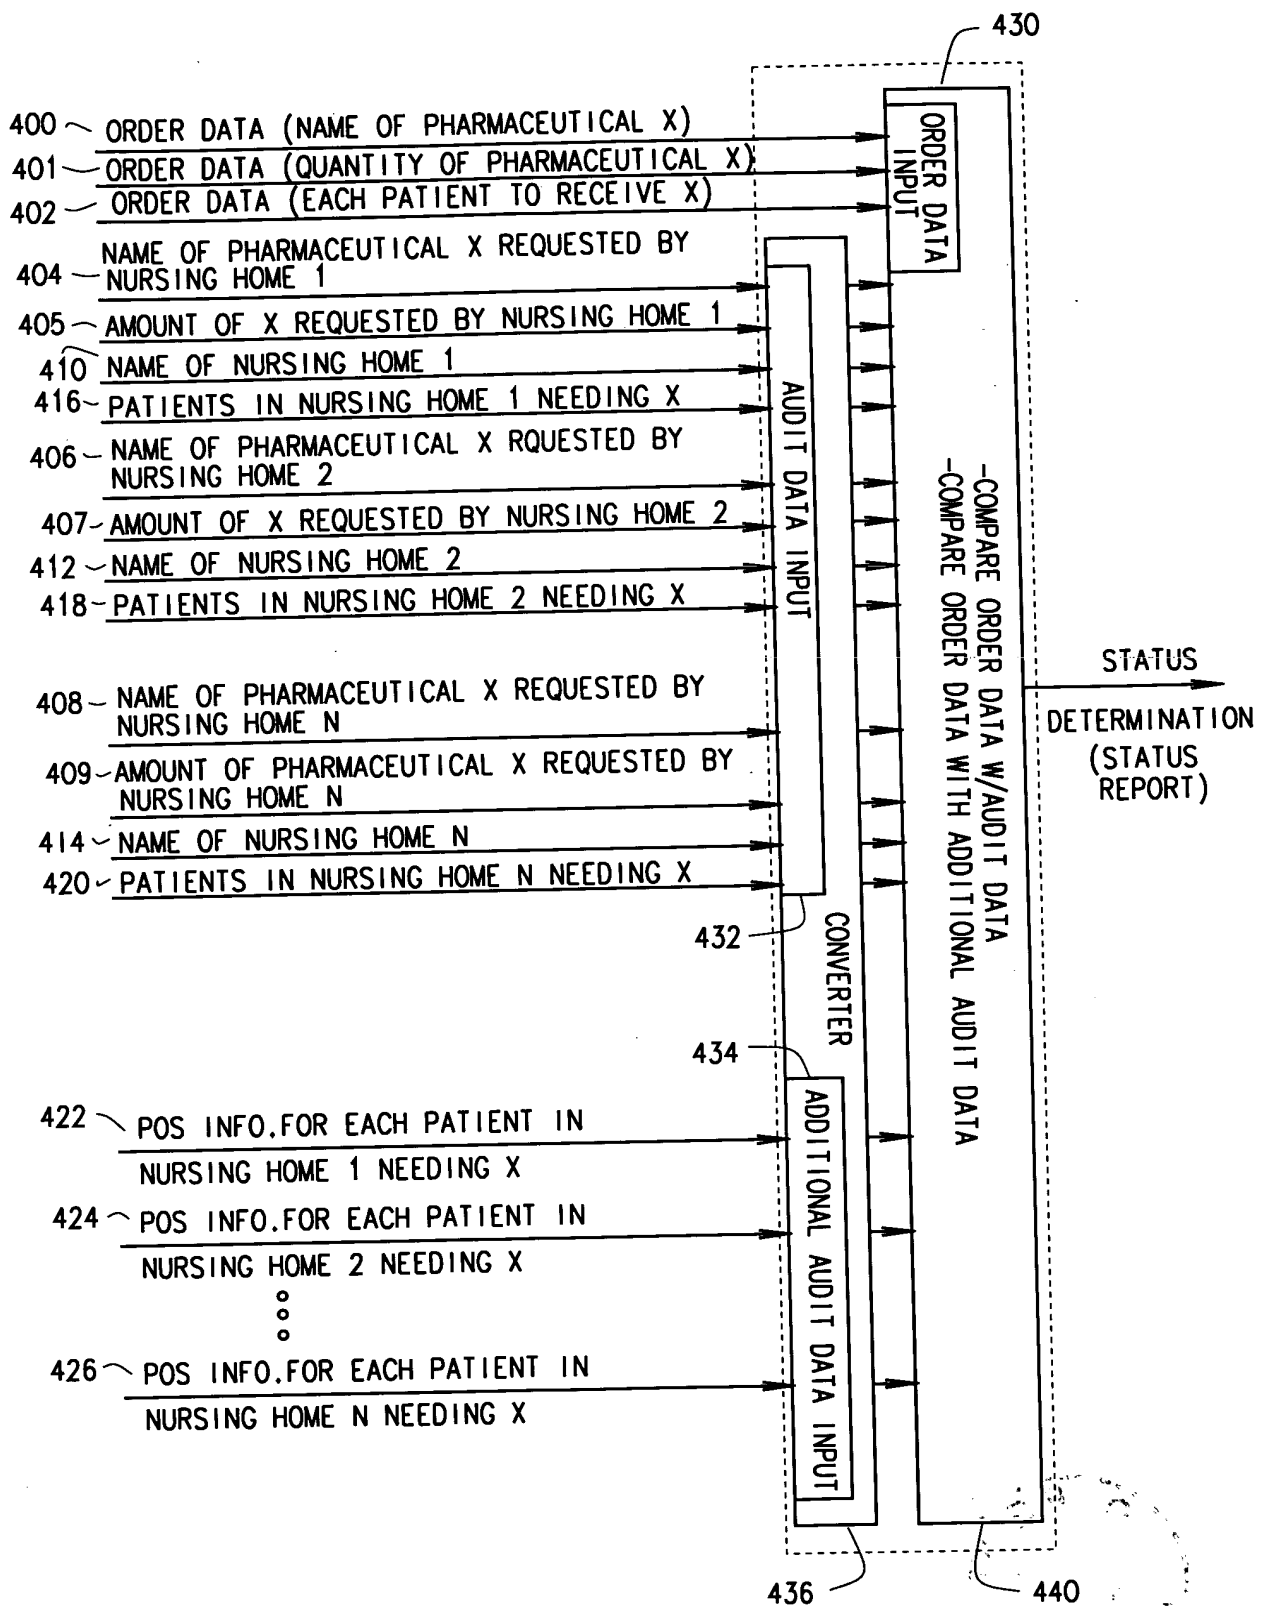 430
400 ORDER DATA (NAME OF PHARMACEUTICAL X)
401 ORDER DATA (QUANTITY OF PHARMACEUTICAL X)
402 ORDER DATA (EACH PATIENT TO RECEIVE X)
ORDER DATA
INPUT
NAME OF PHARMACEUTICAL X REQUESTED BY
404 NURSING HOME 1
405 AMOUNT OF X REQUESTED BY NURSING HOME 1
410 NAME OF NURSING HOME 1
416 PATIENTS IN NURSING HOME 1 NEEDING X
406 NAME OF PHARMACEUTICAL X RQUESTED BY
NURSING HOME 2
407 AMOUNT OF X REQUESTED BY NURSING HOME 2
412 NAME OF NURSING HOME 2
418 PATIENTS IN NURSING HOME 2 NEEDING X
408 NAME OF PHARMACEUTICAL X REQUESTED BY
NURSING HOME N
409 AMOUNT OF PHARMACEUTICAL X REQUESTED BY
NURSING HOME N
414 NAME OF NURSING HOME N
420 PATIENTS IN NURSING HOME N NEEDING X
AUDIT DATA INPUT
432
CONVERTER
-COMPARE ORDER DATA W/AUDIT DATA
-COMPARE ORDER DATA WITH ADDITIONAL AUDIT DATA
STATUS
DETERMINATION
(STATUS
REPORT)
434
422 POS INFO.FOR EACH PATIENT IN
NURSING HOME 1 NEEDING X
424 POS INFO.FOR EACH PATIENT IN
NURSING HOME 2 NEEDING X
426 POS INFO.FOR EACH PATIENT IN
NURSING HOME N NEEDING X
ADDITIONAL AUDIT DATA INPUT
436
440